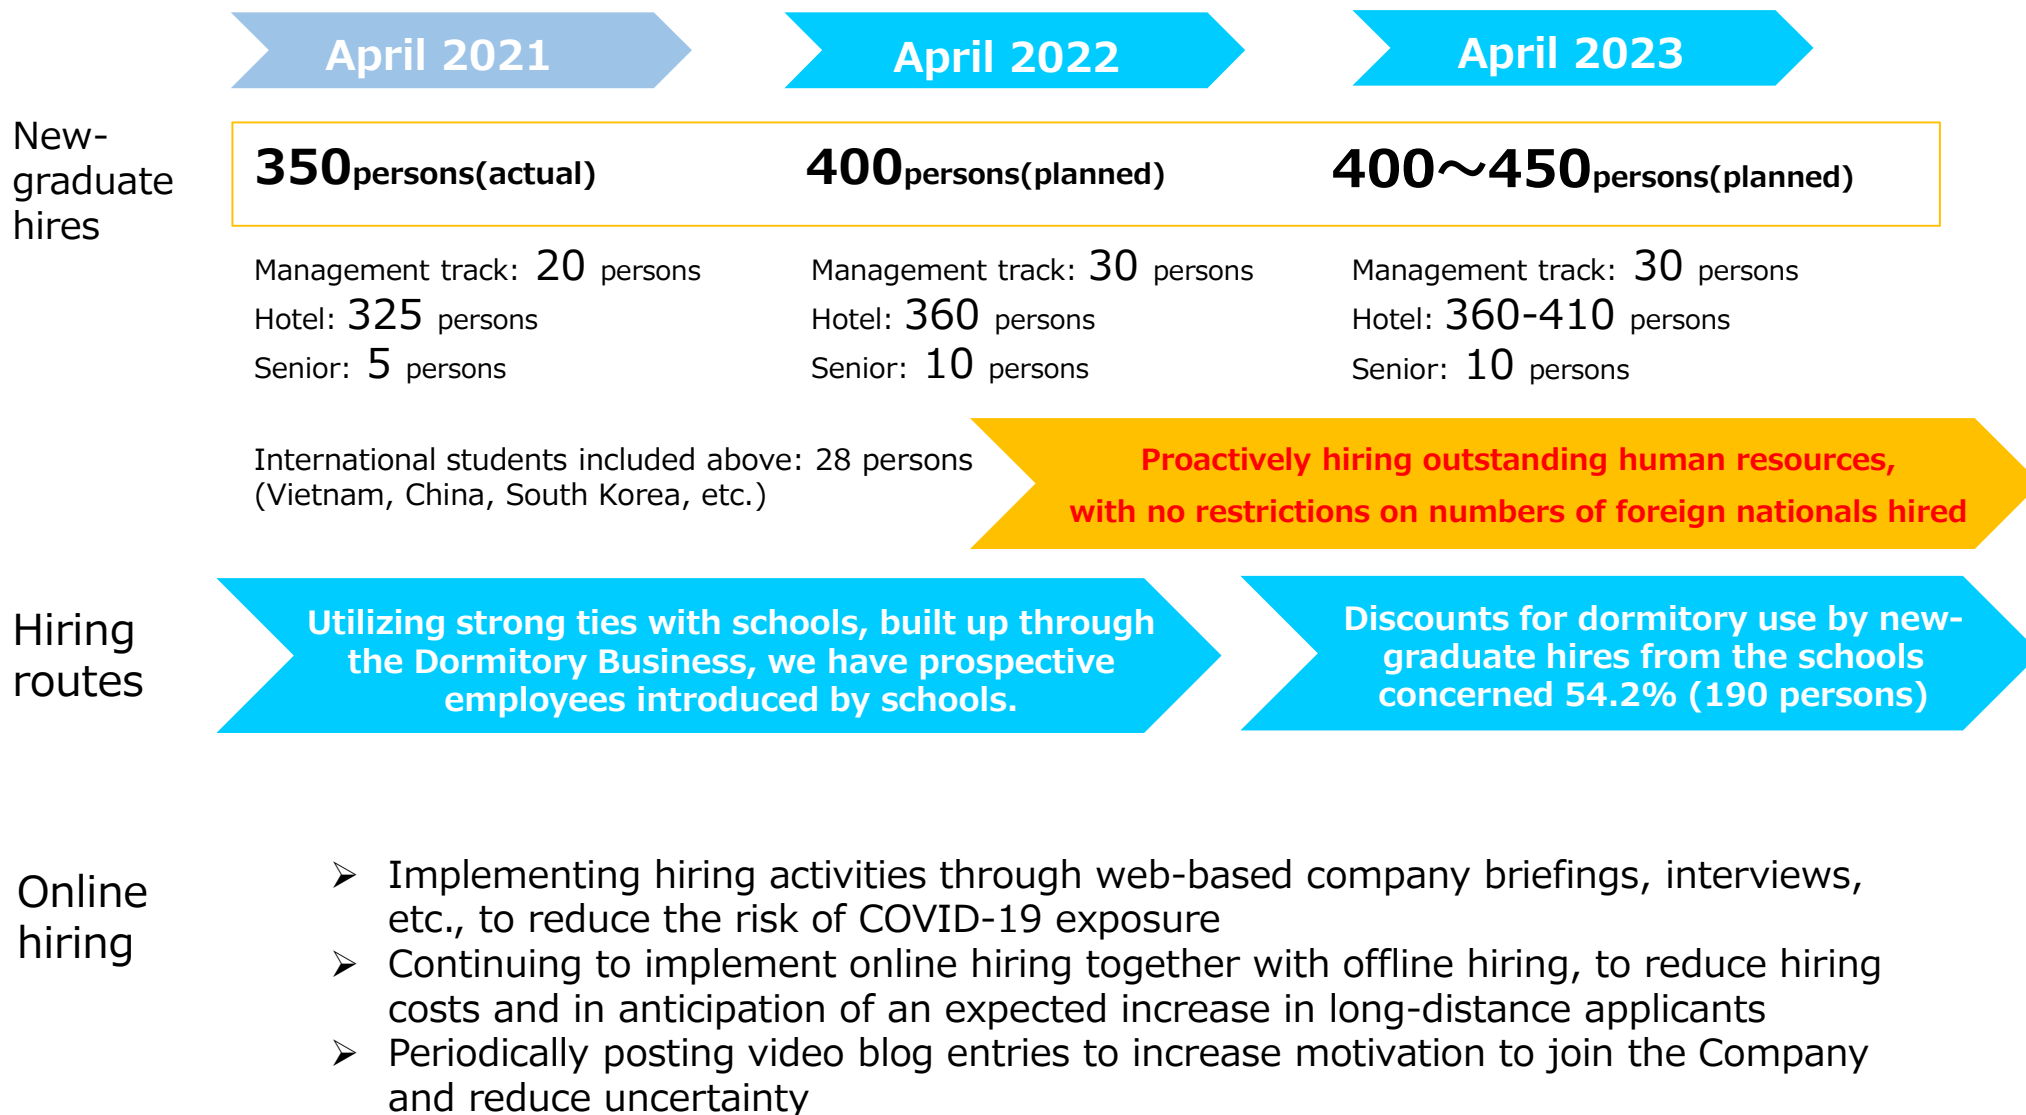 April 2021
April 2022
April 2023
New-
graduate
hires
350persons(actual)
400persons(planned)
400～450persons(planned)
Management track: 20 persons
Hotel: 325 persons
Senior: 5 persons
Management track: 30 persons
Hotel: 360 persons
Senior: 10 persons
Management track: 30 persons
Hotel: 360-410 persons
Senior: 10 persons
International students included above: 28 persons
(Vietnam, China, South Korea, etc.)
Proactively hiring outstanding human resources,
with no restrictions on numbers of foreign nationals hired
Hiring
routes
Utilizing strong ties with schools, built up through
the Dormitory Business, we have prospective
employees introduced by schools.
Discounts for dormitory use by new-
graduate hires from the schools
concerned 54.2% (190 persons)
Online
hiring
➢ Implementing hiring activities through web-based company briefings, interviews,
etc., to reduce the risk of COVID-19 exposure
➢ Continuing to implement online hiring together with offline hiring, to reduce hiring
costs and in anticipation of an expected increase in long-distance applicants
➢ Periodically posting video blog entries to increase motivation to join the Company
and reduce uncertainty